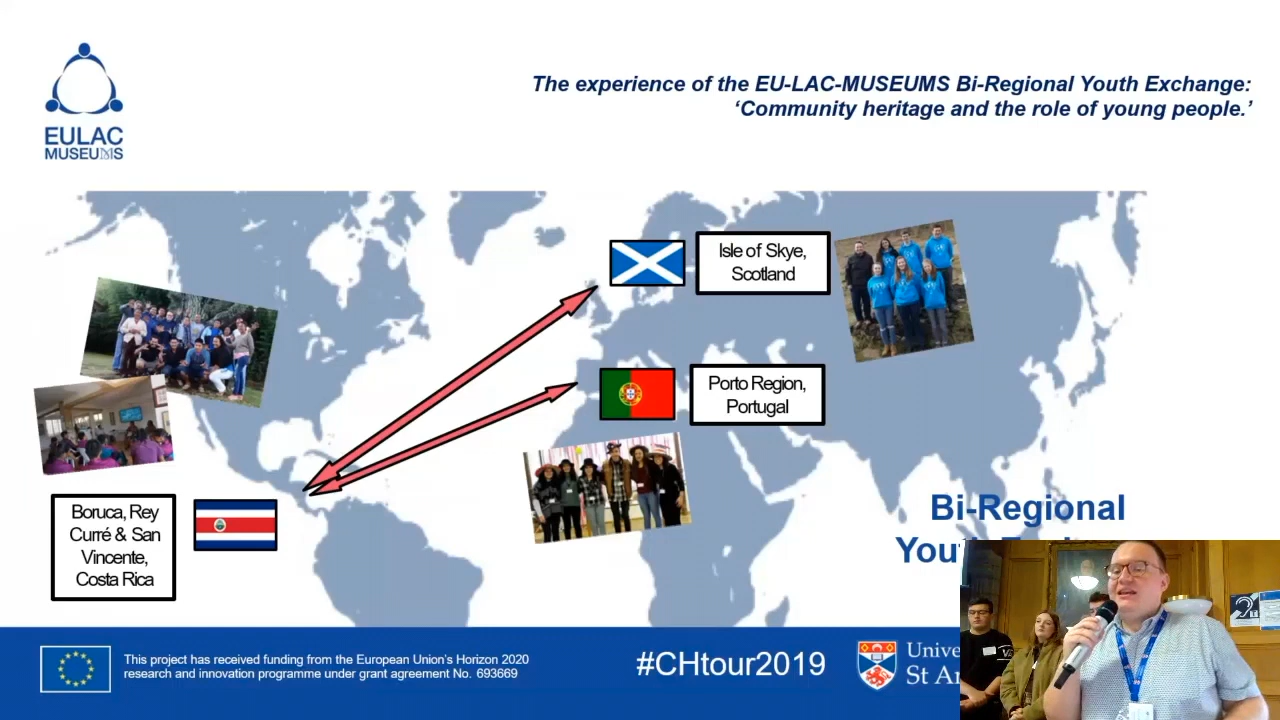 The experience of the EU-LAC-MUSEUMS Bi-Regional Youth Exchange:
‘Community heritage and the role of young people.’
EULAC
MUSEUMS
Isle of Skye,
Scotland
Porto Region,
Portugal
Boruca, Rey
Curré & San
Vincente,
Costa Rica
Bi-Regional
This project has received funding from the European Union’s Horizon 2020
research and innovation programme under grant agreement No. 693669
#CHtour2019
St